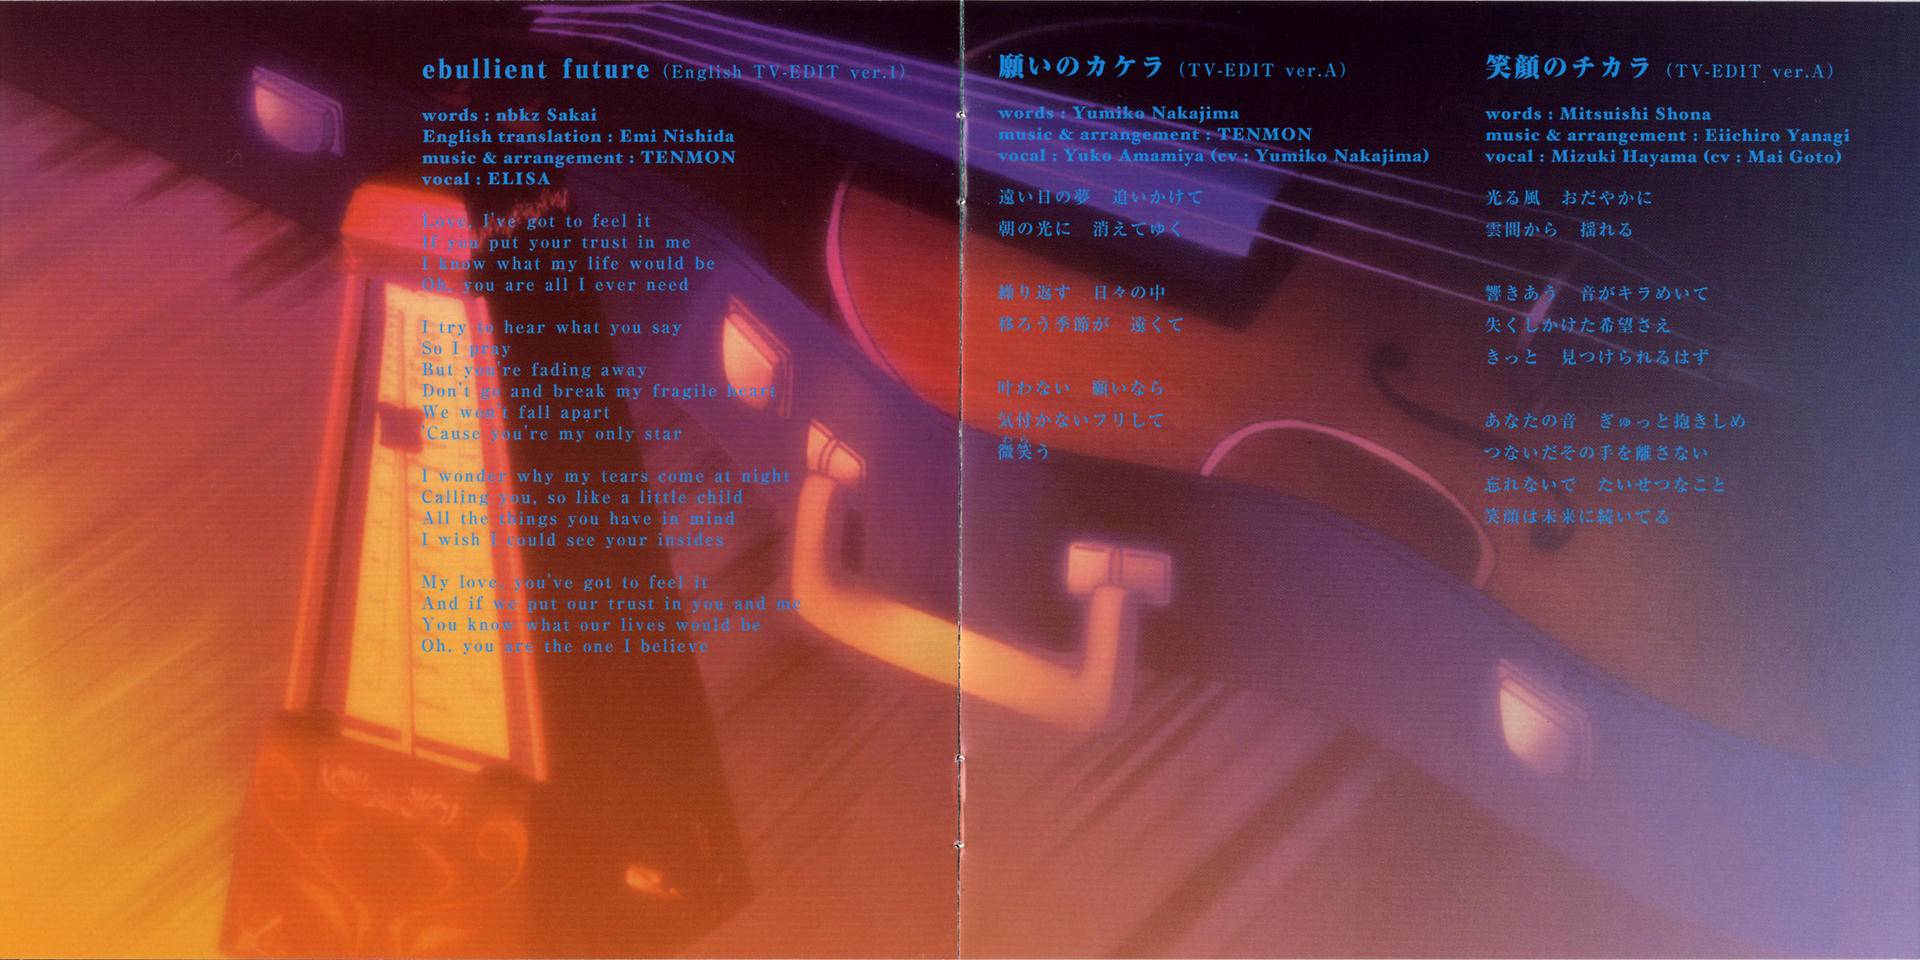 ebullient future (English TV-EDIT ver.1)
words : nbkz Sakai
English translation : Emi Nishida
music & arrangement : TENMON
vocal : ELISA
Love, I've got to feel it
If you put your trust in me
I know what my life would be
Oh, you are all I ever need
I try to hear what you say
So I pray
But you're fading away
Don't go and break my fragile heart
We won't fall apart
'Cause you're my only star
I wonder why my tears come at night
Calling you, so like a little child
All the things you have in mind
I wish I could see your insides
My love, you've got to feel it
And if we put our trust in you and me
You know what our lives would be
Oh, you are the one I believe
願いのカケラ (TV-EDIT ver.A)
words : Yumiko Nakajima
music & arrangement : TENMON
vocal : Yuko Amamiya (cv : Yumiko Nakajima)
遠い日の夢 追いかけて
朝の光に 消えてゆく
繰り返す 日々の中
移ろう季節が 遠くて
叶わない 願いなら
気付かないフリして
微笑う
笑顔のチカラ (TV-EDIT ver.A)
words : Mitsuishi Shona
music & arrangement : Eiichiro Yanagi
vocal : Mizuki Hayama (cv : Mai Goto)
光る風 おだやかに
雲間から 揺れる
響きあう 音がキラめいて
失くしかけた希望さえ
きっと 見つけられるはず
あなたの音 ぎゅっと抱きしめ
つないだその手を離さない
忘れないで たいせつなこと
笑顔は未来に続いてる